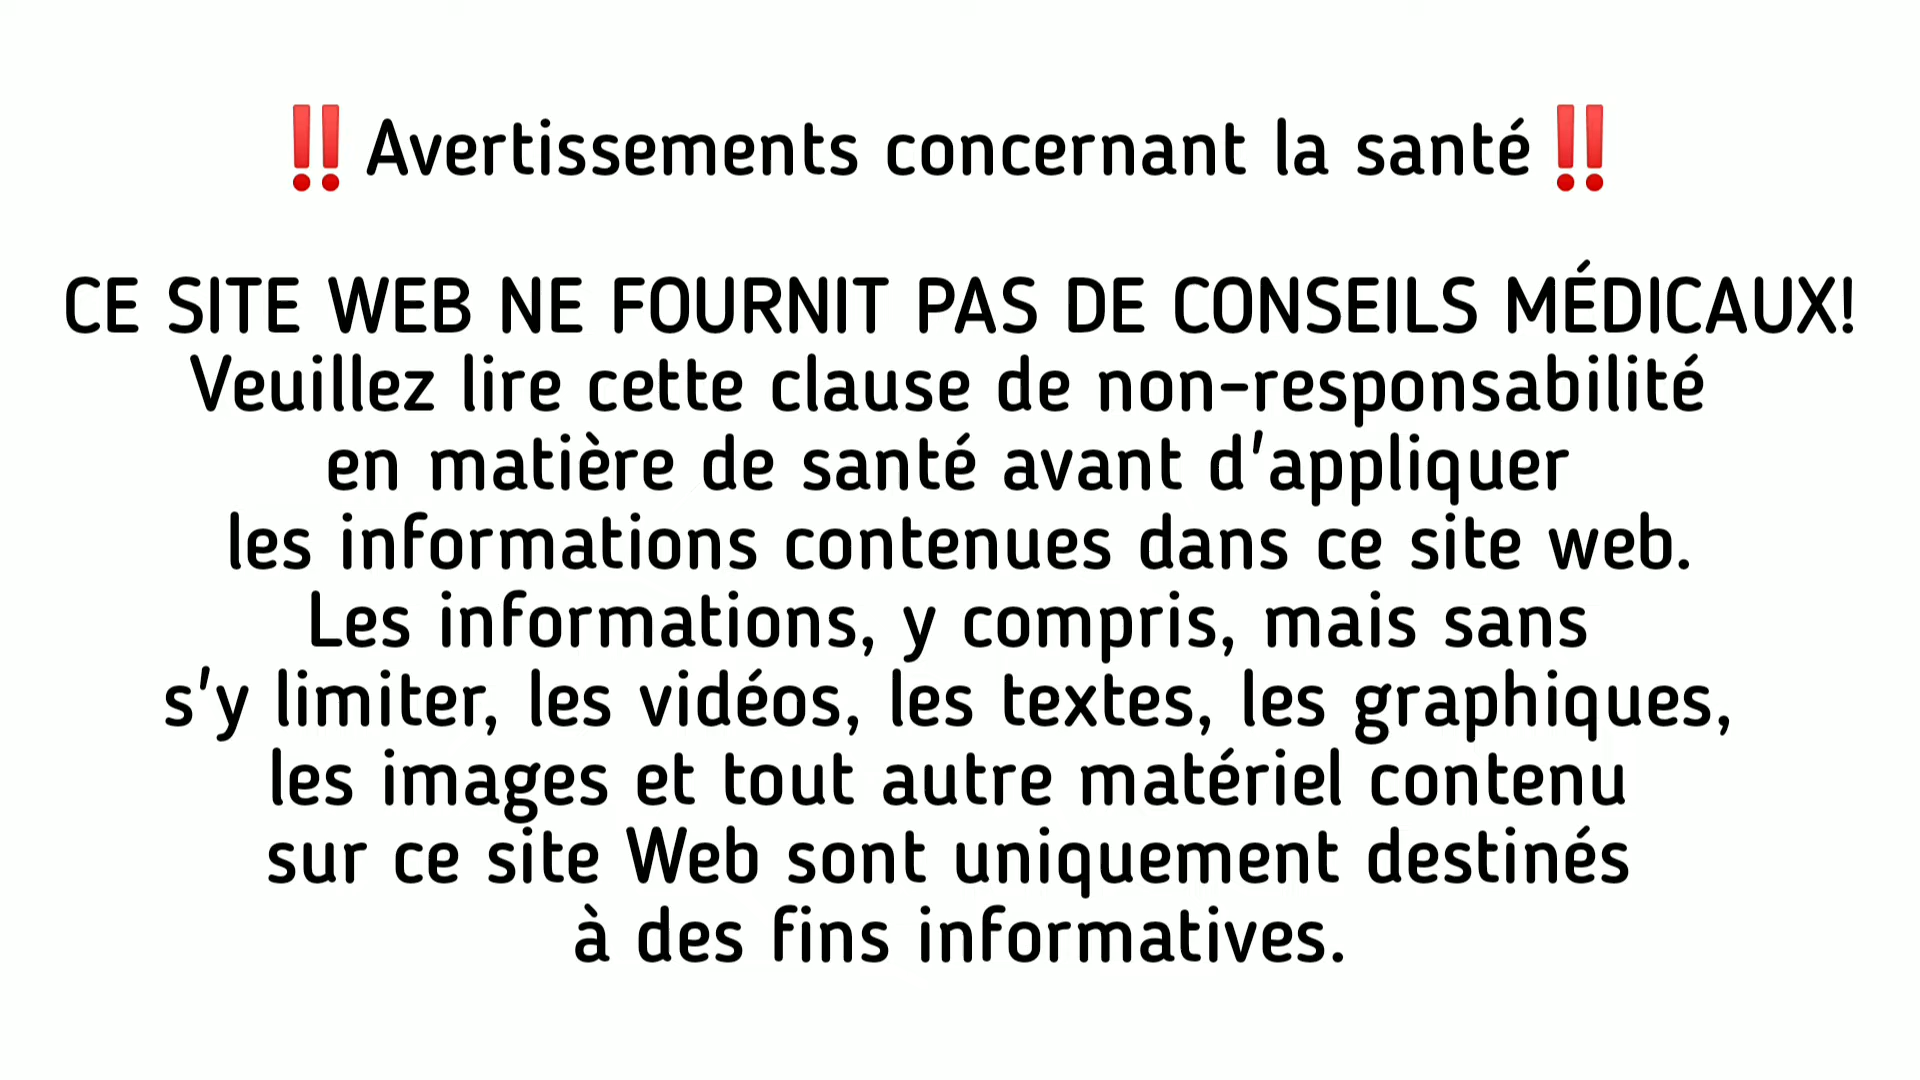 ‼️Avertissements concernant la santé‼️
CE SITE WEB NE FOURNIT PAS DE CONSEILS MÉDICAUX!
Veuillez lire cette clause de non-responsabilité
en matière de santé avant d'appliquer
les informations contenues dans ce site web.
Les informations, y compris, mais sans
s'y limiter, les vidéos, les textes, les graphiques,
les images et tout autre matériel contenu
sur ce site Web sont uniquement destinés
à des fins informatives.